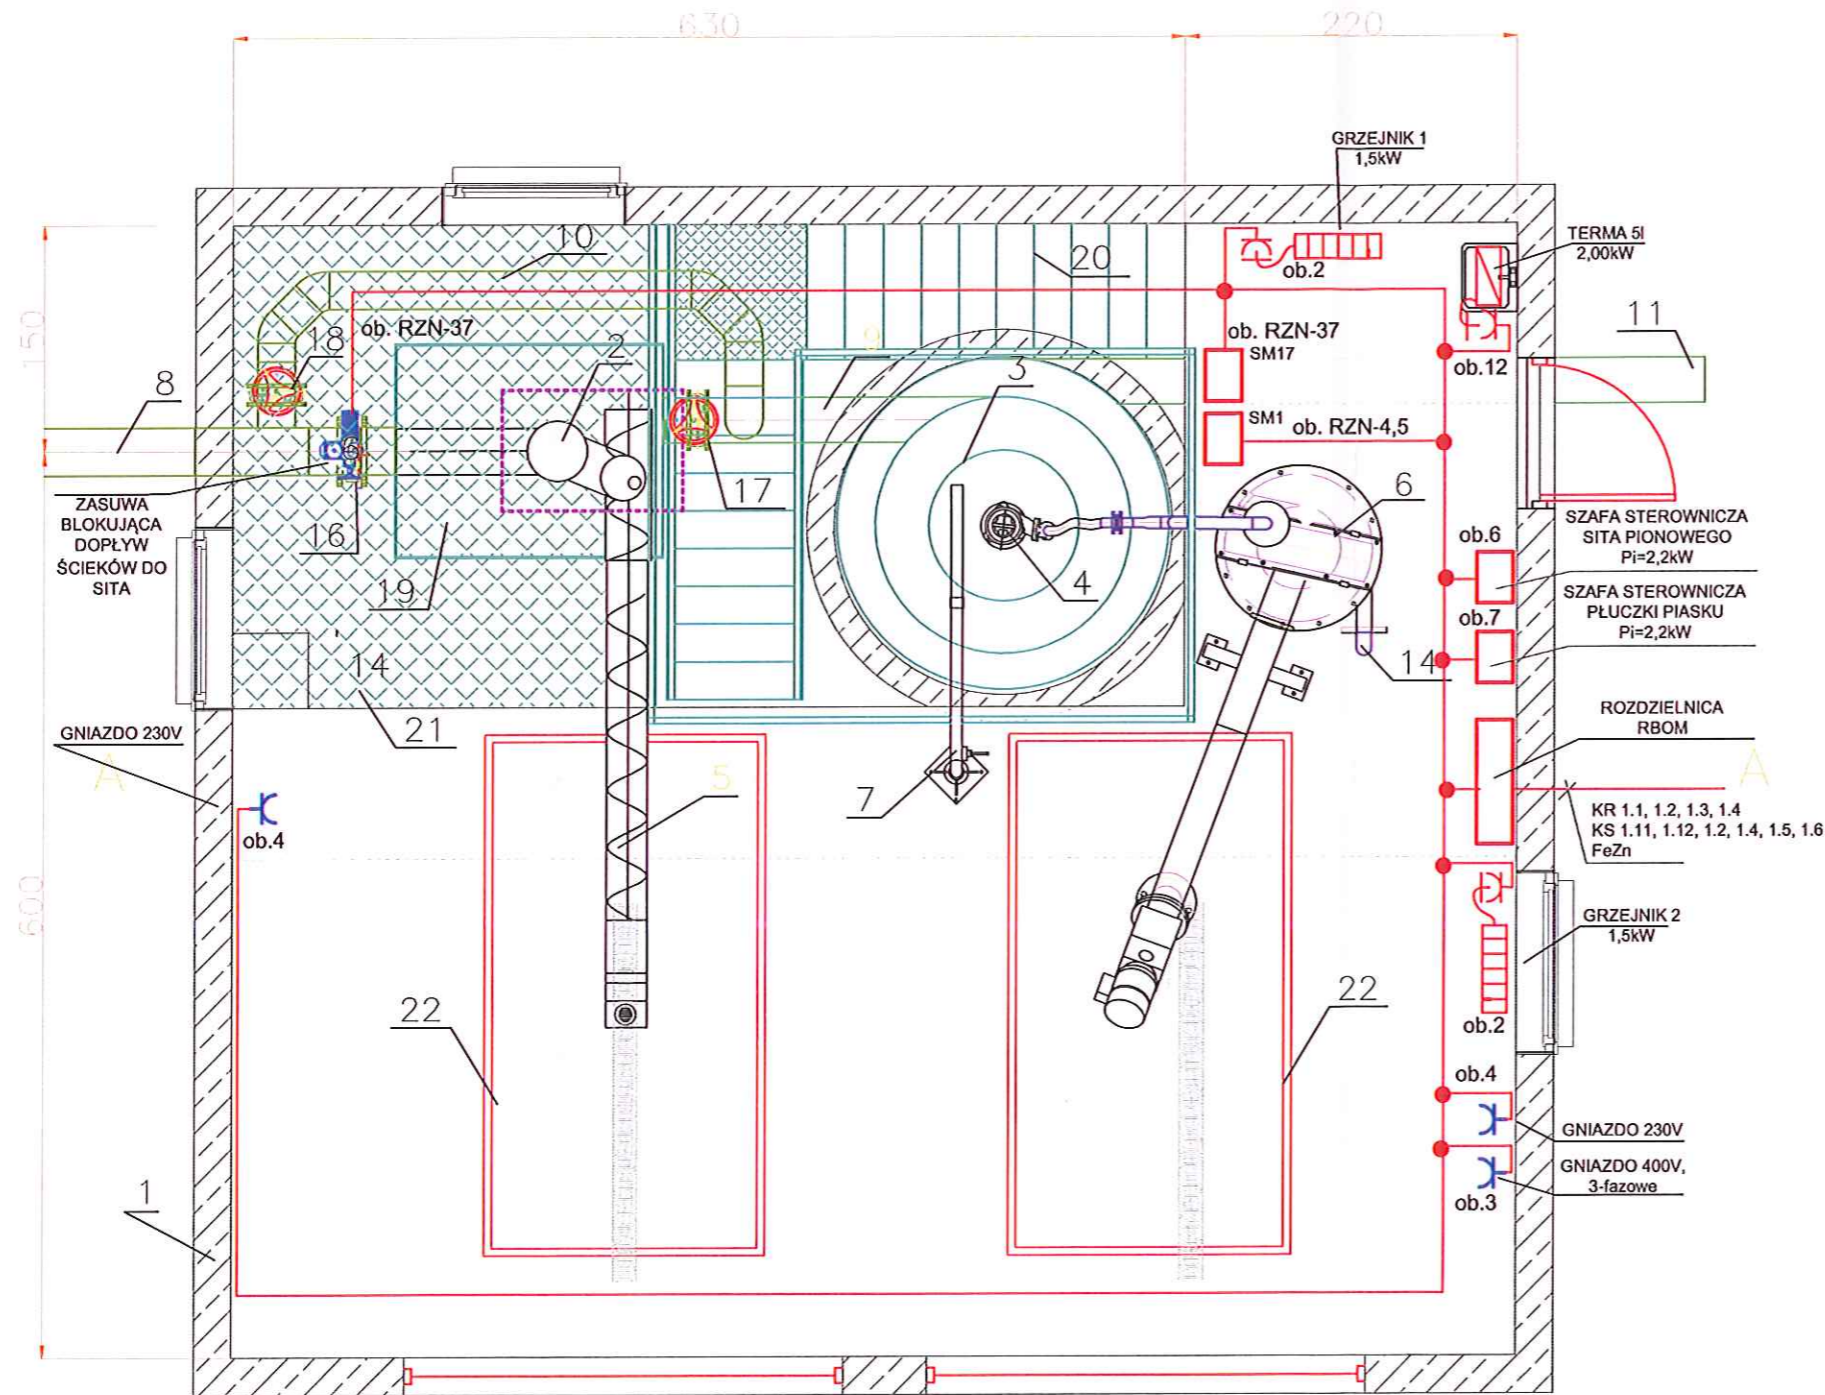 630
220
GRZEJNIK 1
1,5kW
TERMA 5l
2,00kW
10
20
ob.2
11
150
18
ob. RZN-37
2
9
3
ob. RZN-37
SM17
ob.12
8
SM1
ob. RZN-4,5
ZASUWA
BLOKUJĄCA
DOPŁYW
ŚCIEKÓW DO
SITA
16
17
6
SZAFA STEROWNICZA
SITA PIONOWEGO
Pi=2,2kW
ob.6
19
4
SZAFA STEROWNICZA
PŁUCZKI PIASKU
Pi=2,2kW
ob.7
14
14
21
GNIAZDO 230V
ROZDZIELNICA
RBOM
A
5
A
7
ob.4
KR 1.1, 1.2, 1.3, 1.4
KS 1.11, 1.12, 1.2, 1.4, 1.5, 1.6
FeZn
600
GRZEJNIK 2
1,5kW
22
22
ob.2
ob.4
GNIAZDO 230V
GNIAZDO 400V,
3-fazowe
ob.3
1